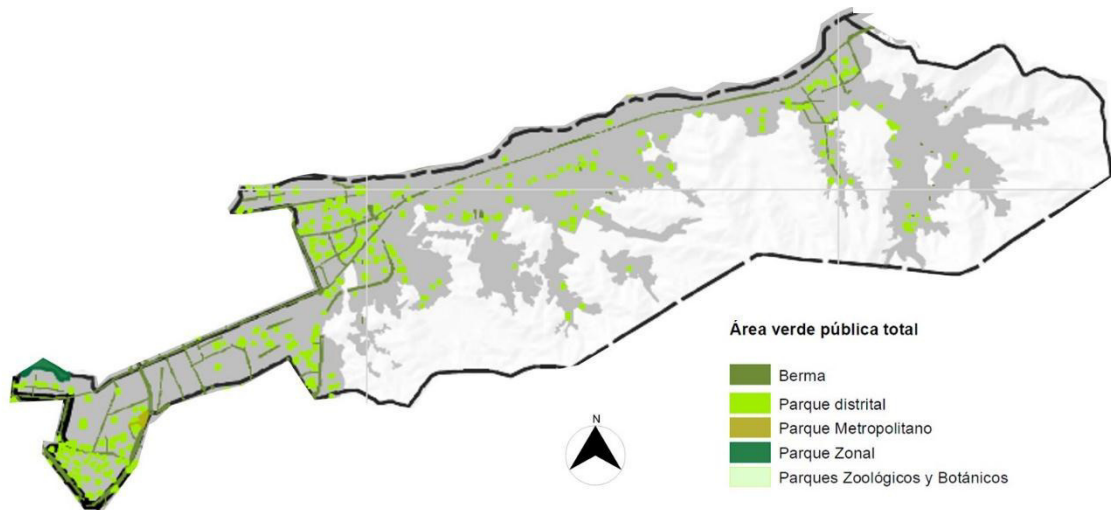 N
Área verde pública total
Berma
Parque distrital
Parque Metropolitano
Parque Zonal
Parques Zoológicos y Botánicos